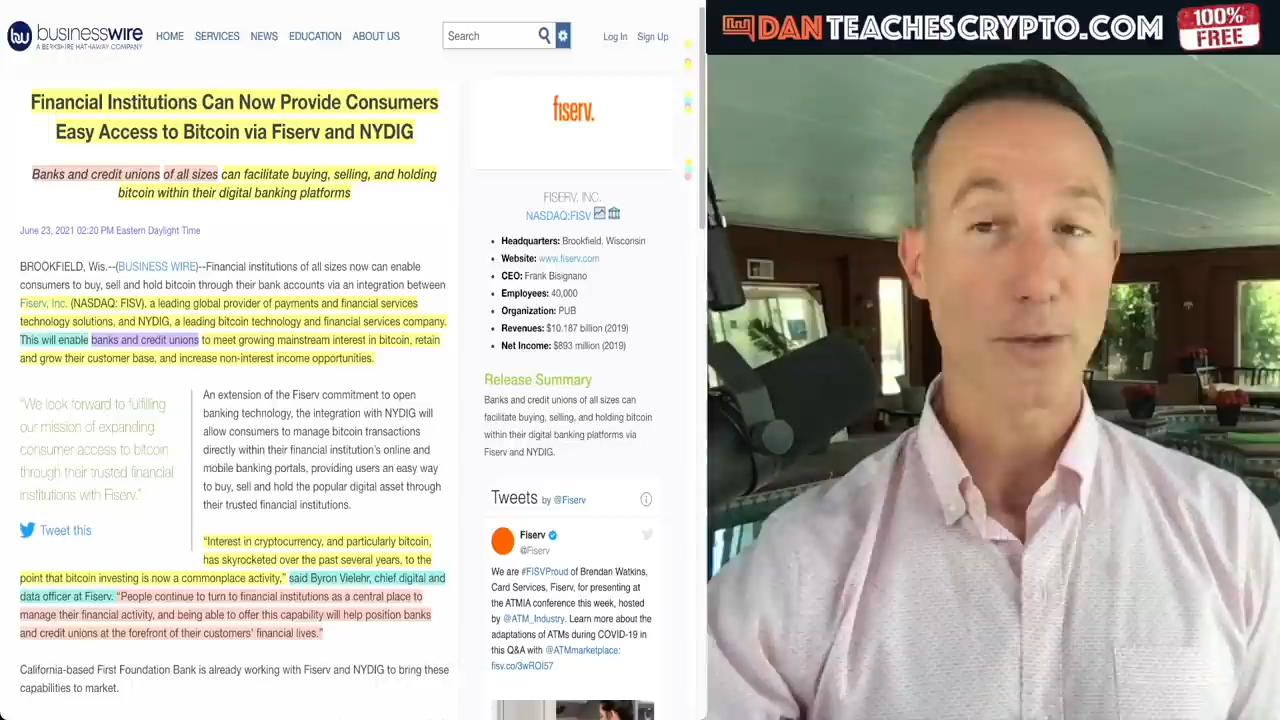 businesswire
A BERKSHIRE HATHAWAY COMPANY
HOME SERVICES NEWS EDUCATION ABOUT US
Search
Log In Sign Up
Financial Institutions Can Now Provide Consumers
Easy Access to Bitcoin via Fiserv and NYDIG
Banks and credit unions of all sizes can facilitate buying, selling, and holding
bitcoin within their digital banking platforms
June 23, 2021 02:20 PM Eastern Daylight Time
BROOKFIELD, Wis.--(BUSINESS WIRE)--Financial institutions of all sizes now can enable
consumers to buy, sell and hold bitcoin through their bank accounts via an integration between
Fiserv, Inc. (NASDAQ: FISV), a leading global provider of payments and financial services
technology solutions, and NYDIG, a leading bitcoin technology and financial services company.
This will enable banks and credit unions to meet growing mainstream interest in bitcoin, retain
and grow their customer base, and increase non-interest income opportunities.
“We look forward to fulfilling
our mission of expanding
consumer access to bitcoin
through their trusted financial
institutions with Fiserv.”
Tweet this
An extension of the Fiserv commitment to open
banking technology, the integration with NYDIG will
allow consumers to manage bitcoin transactions
directly within their financial institution’s online and
mobile banking portals, providing users an easy way
to buy, sell and hold the popular digital asset through
their trusted financial institutions.
“Interest in cryptocurrency, and particularly bitcoin,
has skyrocketed over the past several years, to the
point that bitcoin investing is now a commonplace activity,” said Byron Vielehr, chief digital and
data officer at Fiserv. “People continue to turn to financial institutions as a central place to
manage their financial activity, and being able to offer this capability will help position banks
and credit unions at the forefront of their customers’ financial lives.”
California-based First Foundation Bank is already working with Fiserv and NYDIG to bring these
capabilities to market.
fiserv.
FISERV, INC.
NASDAQ:FISV
Headquarters: Brookfield, Wisconsin
Website: www.fiserv.com
CEO: Frank Bisignano
Employees: 40,000
Organization: PUB
Revenues: $10.187 billion (2019)
Net Income: $893 million (2019)
Release Summary
Banks and credit unions of all sizes can
facilitate buying, selling, and holding bitcoin
within their digital banking platforms via
Fiserv and NYDIG.
Tweets by @Fiserv
Fiserv
@Fiserv
We are #FISVProud of Brendan Watkins,
Card Services, Fiserv, for presenting at
the ATMIA conference this week, hosted
by @ATM_Industry. Learn more about the
adaptations of ATMs during COVID-19 in
this Q&A with @ATMmarketplace:
fisv.co/3wROI57
DANTEACHESCRYPTO.COM
100%
FREE